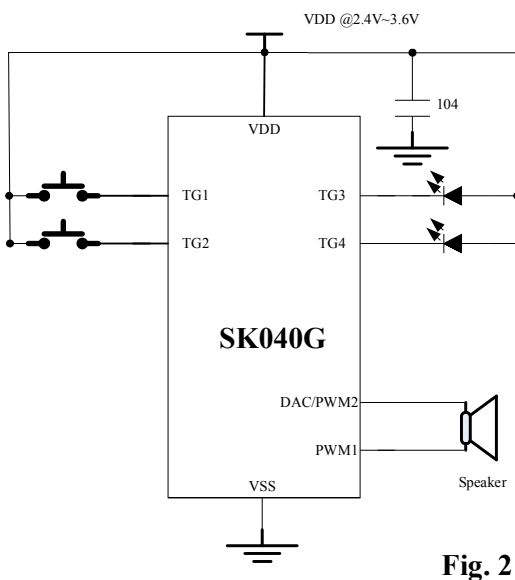 VDD @2.4V~3.6V
104
VDD
TG1
TG3
TG2
TG4
SK040G
DAC/PWM2
PWM1
VSS
Speaker
Fig. 2